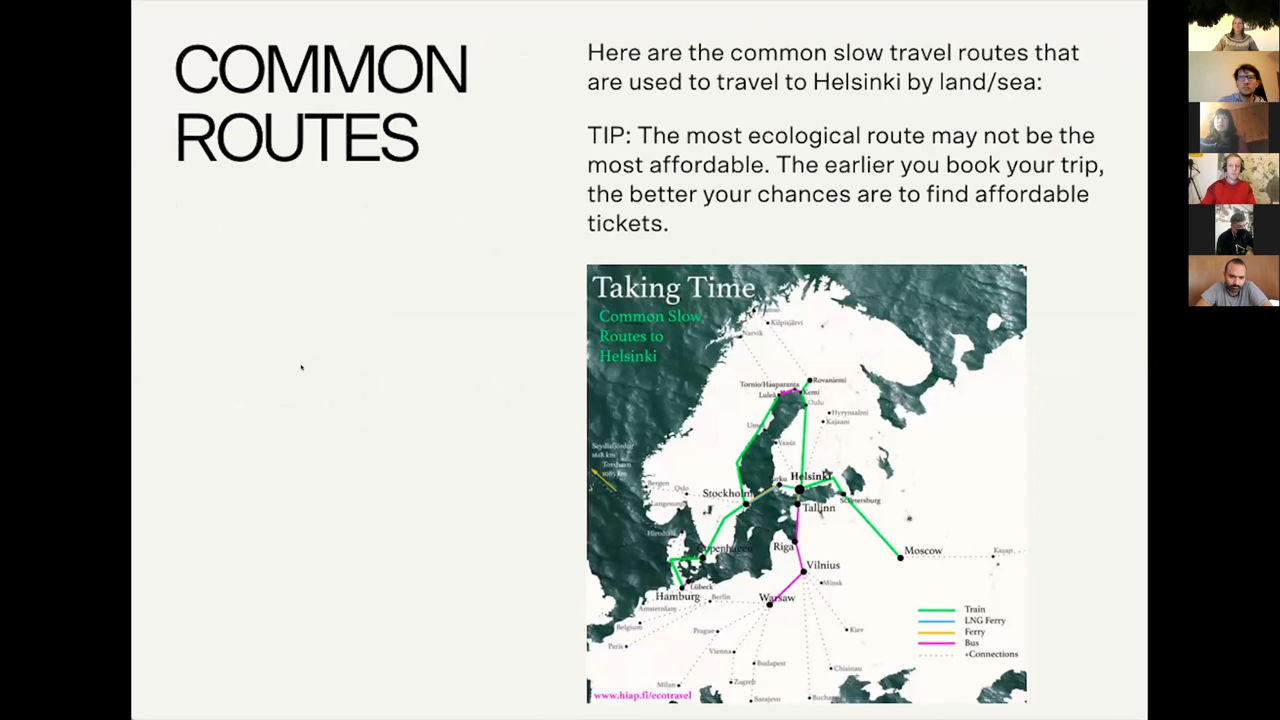 COMMON
ROUTES
Here are the common slow travel routes that
are used to travel to Helsinki by land/sea:
TIP: The most ecological route may not be the
most affordable. The earlier you book your trip,
the better your chances are to find affordable
tickets.
Taking Time
Common Slow
Routes to
Helsinki
Kilpisjärvi
Narvik
Rovaniemi
Tornio/Haaparanta
Kemi
Luleå
Oulu
Hyrynsalmi
Kajaani
Vaasa
Seydisfjördur
Torshavn
Bergen
Oslo
Helsinki
Stockholm
St.Petersburg
Tallinn
Riga
Copenhagen
Moscow
Vilnius
Minsk
Lübeck
Hamburg
Berlin
Warsaw
Amsterdam
Belgium
Prague
Kiev
Paris
Vienna
Budapest
Chisinau
Milan
Zagreb
Sarajevo
Train
LNG Ferry
Ferry
Bus
+Connections
www.hiap.fi/ecotravel